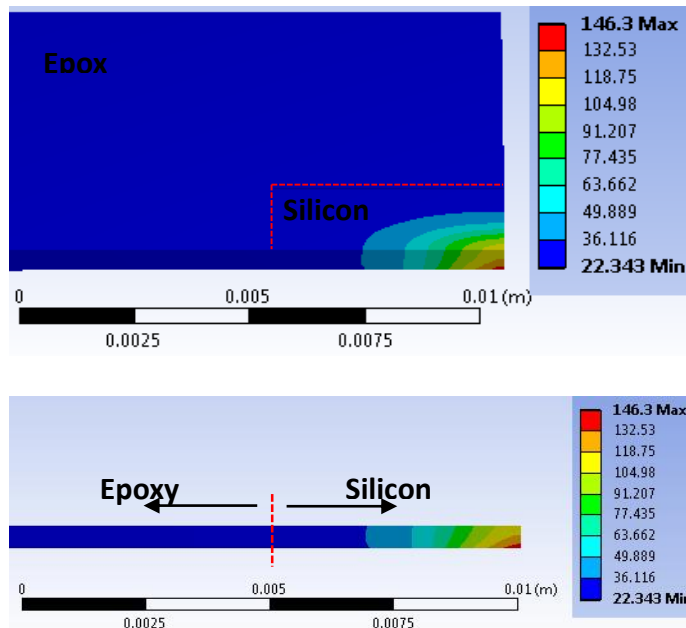 Epox
Silicon
146.3 Max
132.53
118.75
104.98
91.207
77.435
63.662
49.889
36.116
22.343 Min
0 0.005 0.01 (m)
0.0025 0.0075
Epoxy Silicon
146.3 Max
132.53
118.75
104.98
91.207
77.435
63.662
49.889
36.116
22.343 Min
0 0.005 0.01 (m)
0.0025 0.0075